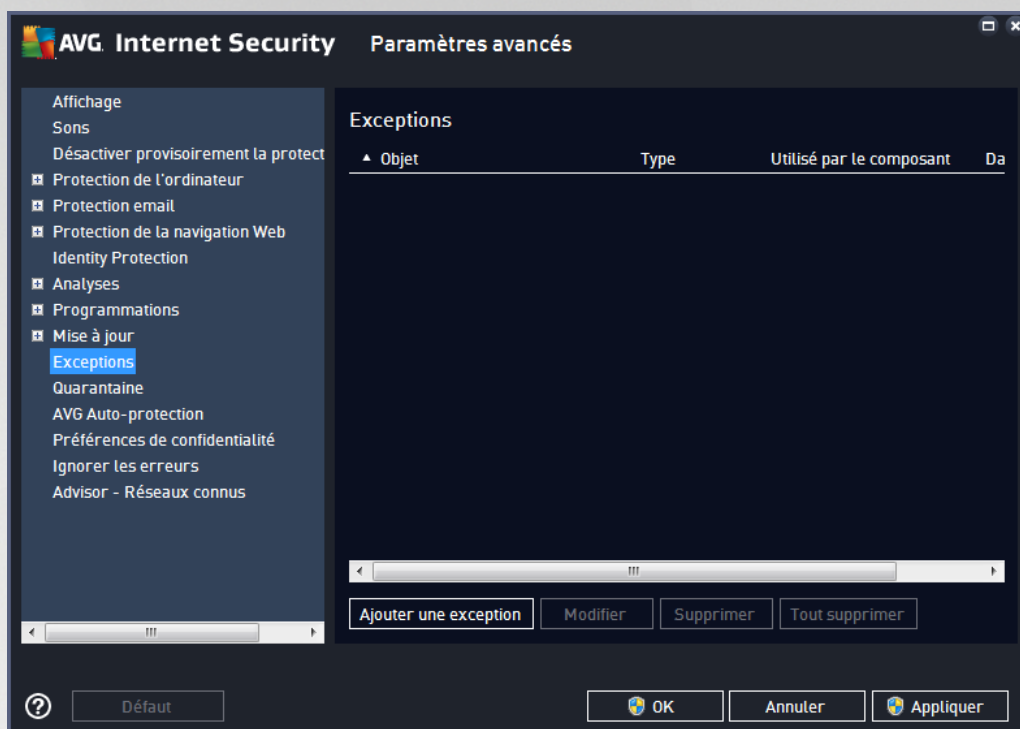 AVG. Internet Security Paramètres avancés
Affichage
Sons
Désactiver provisoirement la protect
Protection de l'ordinateur
Protection email
Protection de la navigation Web
Identity Protection
Analyses
Programmations
Mise à jour
Exceptions
Quarantaine
AVG Auto-protection
Préférences de confidentialité
Ignorer les erreurs
Advisor - Réseaux connus
Exceptions
Objet Type Utilisé par le composant Da
Ajouter une exception Modifier Supprimer Tout supprimer
Défaut OK Annuler Appliquer